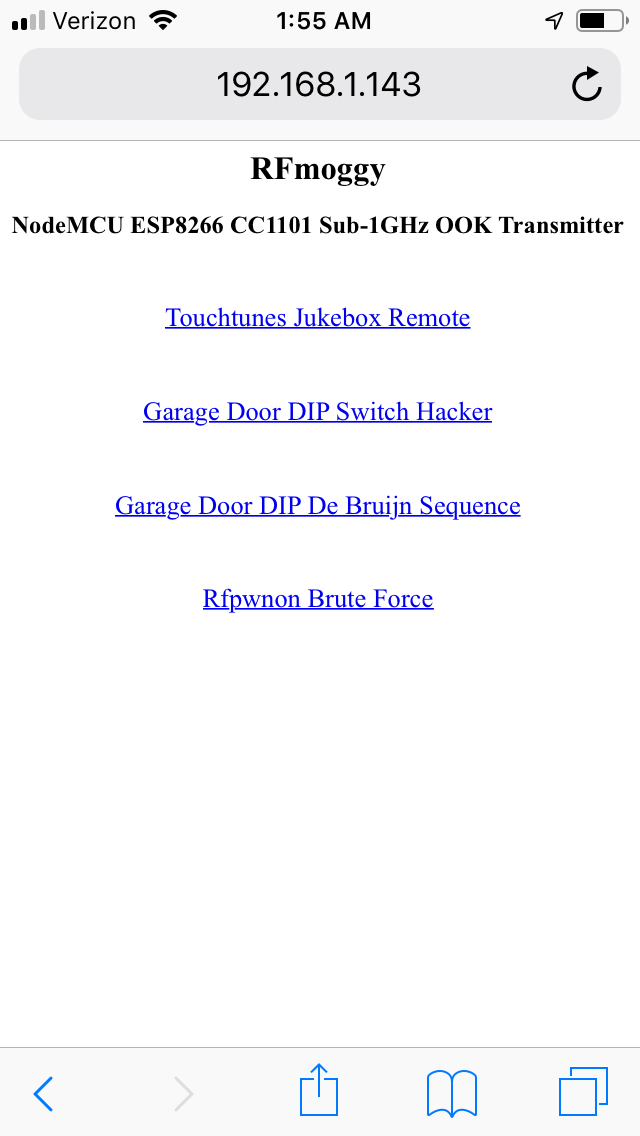 Verizon 1:55 AM
192.168.1.143
RFmoggy
NodeMCU ESP8266 CC1101 Sub-1GHz OOK Transmitter
Touchtunes Jukebox Remote
Garage Door DIP Switch Hacker
Garage Door DIP De Bruijn Sequence
Rfpwnon Brute Force